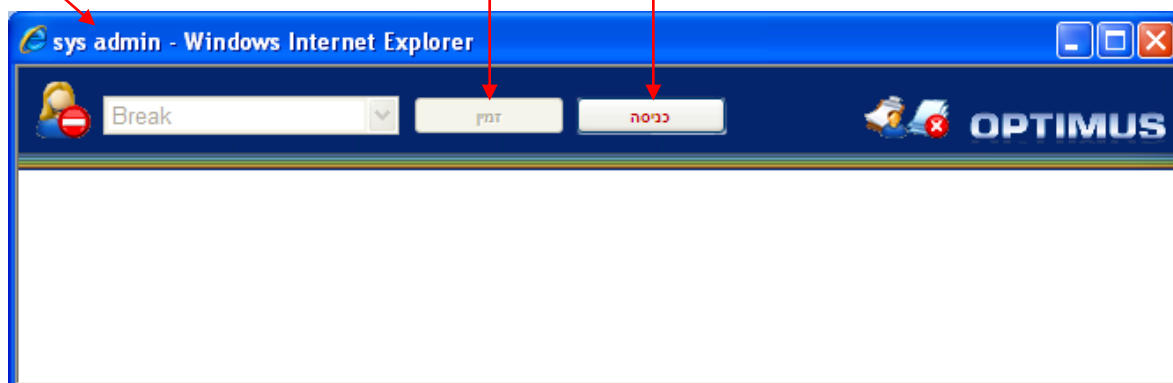 sys admin - Windows Internet Explorer
Break זמין כניסה OPTIMUS